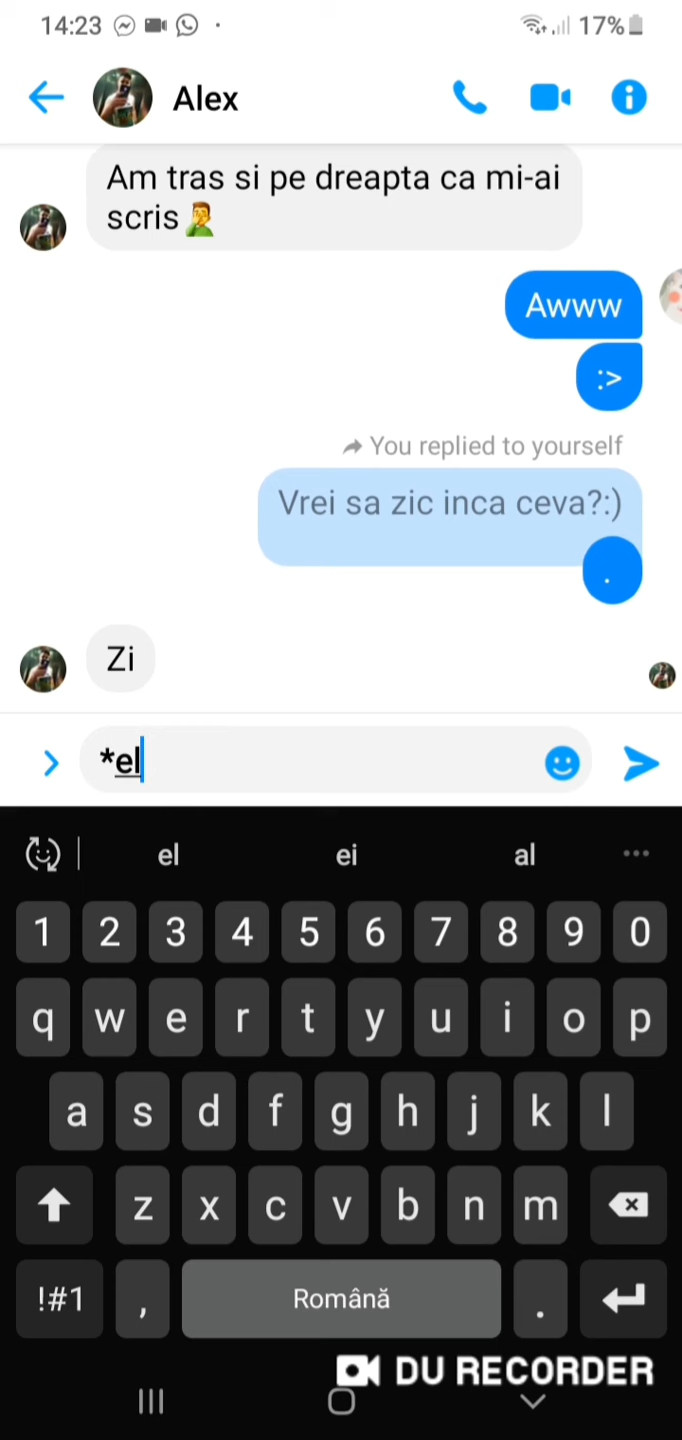 14:23 17%
Alex
Am tras si pe dreapta ca mi-ai
scris🤦‍♂️
Awww
:>
You replied to yourself
Vrei sa zic inca ceva?:)
.
Zi
*el
el ei al
1 2 3 4 5 6 7 8 9 0
q w e r t y u i o p
a s d f g h j k l
z x c v b n m
!#1 , Română .
DU RECORDER